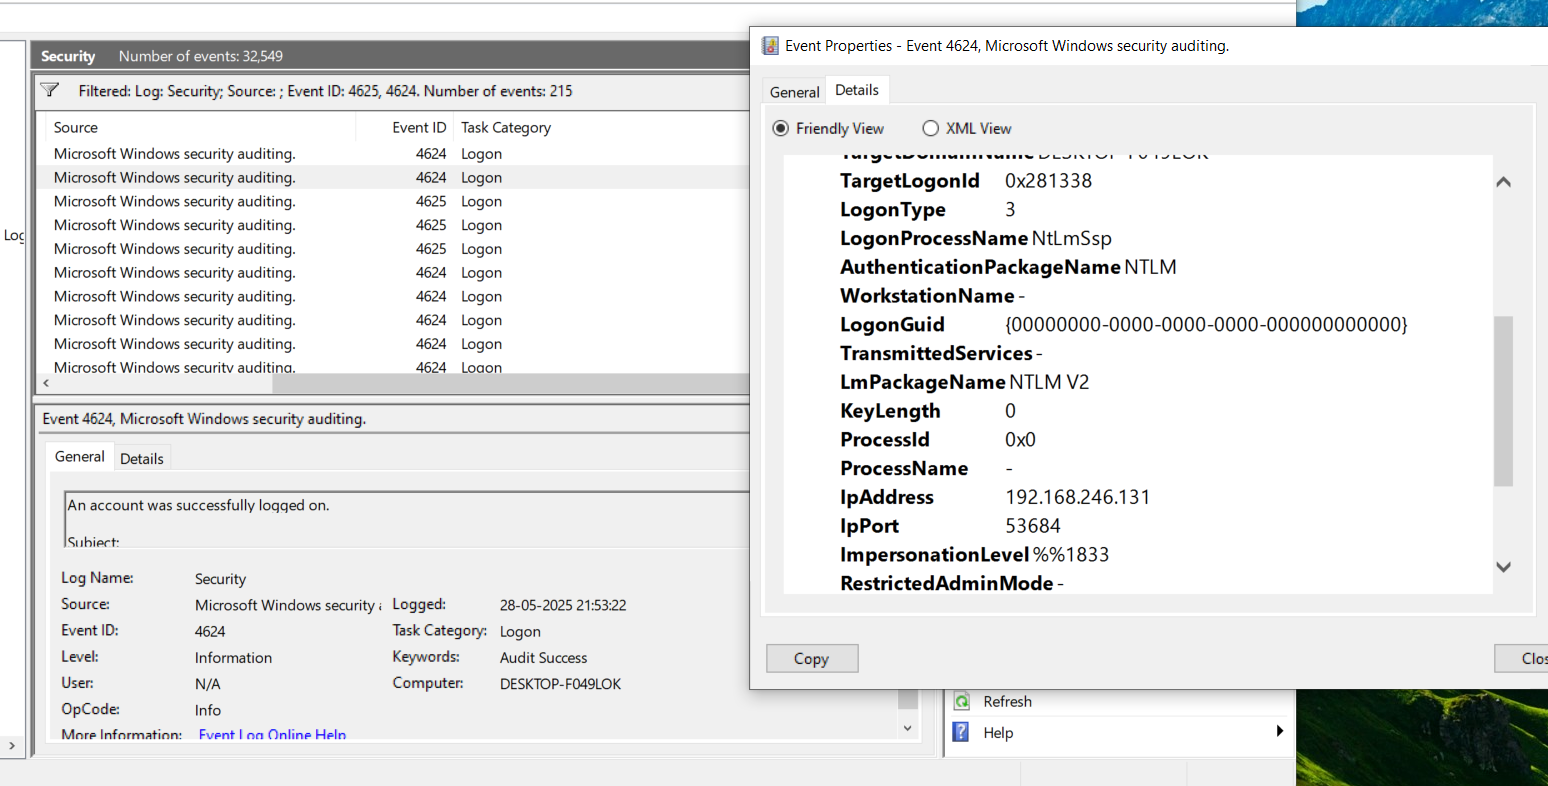 Security Number of events: 32,549
Filtered: Log: Security; Source: ; Event ID: 4625, 4624. Number of events: 215
Source Event ID Task Category
Microsoft Windows security auditing. 4624 Logon
Microsoft Windows security auditing. 4624 Logon
Microsoft Windows security auditing. 4625 Logon
Microsoft Windows security auditing. 4625 Logon
Microsoft Windows security auditing. 4625 Logon
Microsoft Windows security auditing. 4624 Logon
Microsoft Windows security auditing. 4624 Logon
Microsoft Windows security auditing. 4624 Logon
Microsoft Windows security auditing. 4624 Logon
Microsoft Windows security auditing. 4624 Logon
Log
Event 4624, Microsoft Windows security auditing.
General Details
An account was successfully logged on.
Subject:
Log Name: Security
Source: Microsoft Windows security Logged: 28-05-2025 21:53:22
Event ID: 4624 Task Category: Logon
Level: Information Keywords: Audit Success
User: N/A Computer: DESKTOP-F049LOK
OpCode: Info
More Information: Event Log Online Help
Event Properties - Event 4624, Microsoft Windows security auditing.
General Details
Friendly View XML View
TargetDomainName DESKTOP-F049LOK
TargetLogonId 0x281338
LogonType 3
LogonProcessName NtLmSsp
AuthenticationPackageName NTLM
WorkstationName -
LogonGuid {00000000-0000-0000-0000-000000000000}
TransmittedServices -
LmPackageName NTLM V2
KeyLength 0
ProcessId 0x0
ProcessName -
IpAddress 192.168.246.131
IpPort 53684
ImpersonationLevel %%1833
RestrictedAdminMode -
Copy Clos
Refresh
Help